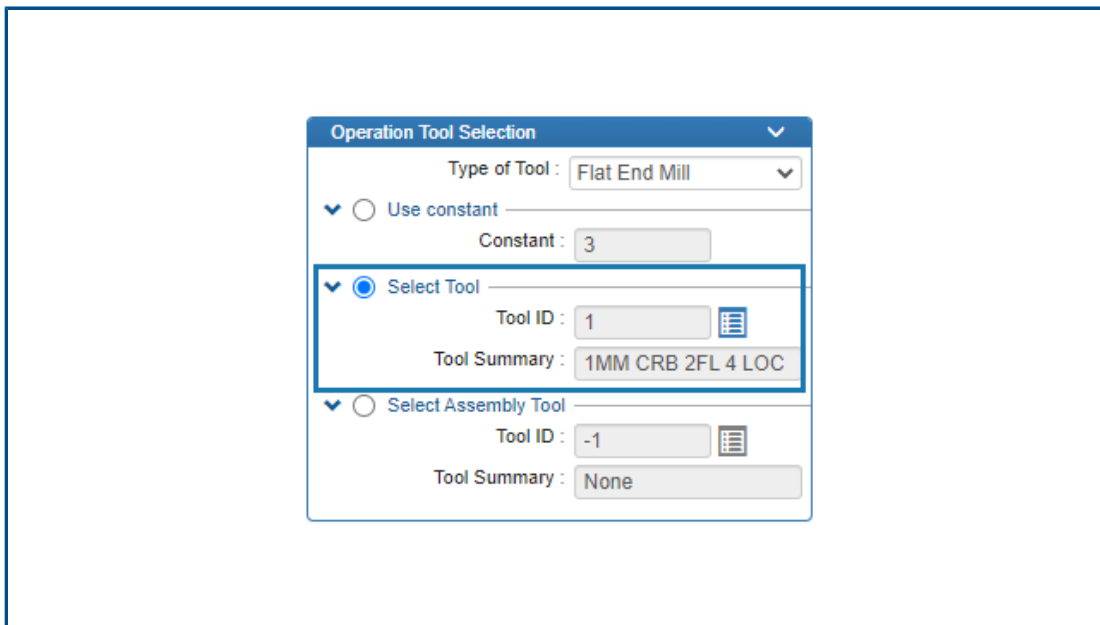 Operation Tool Selection
Type of Tool : Flat End Mill
Use constant
Constant : 3
Select Tool
Tool ID : 1
Tool Summary : 1MM CRB 2FL 4 LOC
Select Assembly Tool
Tool ID : -1
Tool Summary : None